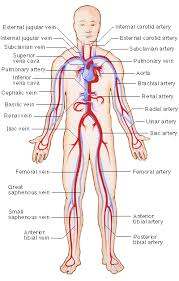 External jugular vein
Internal jugular vein
Subclavian vein
Superior
vena cava
Pulmonary artery
Inferior
vena cava
Cephalic vein
Basilic vein
Renal vein
Iliac vein
Femoral vein
Great
saphenous vein
Small
saphenous vein
Anterior
tibial vein
Internal carotid artery
External carotid artery
Subclavian artery
Pulmonary vein
Aorta
Brachial artery
Renal artery
Radial artery
Ulnar artery
Iliac artery
Femoral artery
Anterior
tibial artery
Posterior
tibial artery